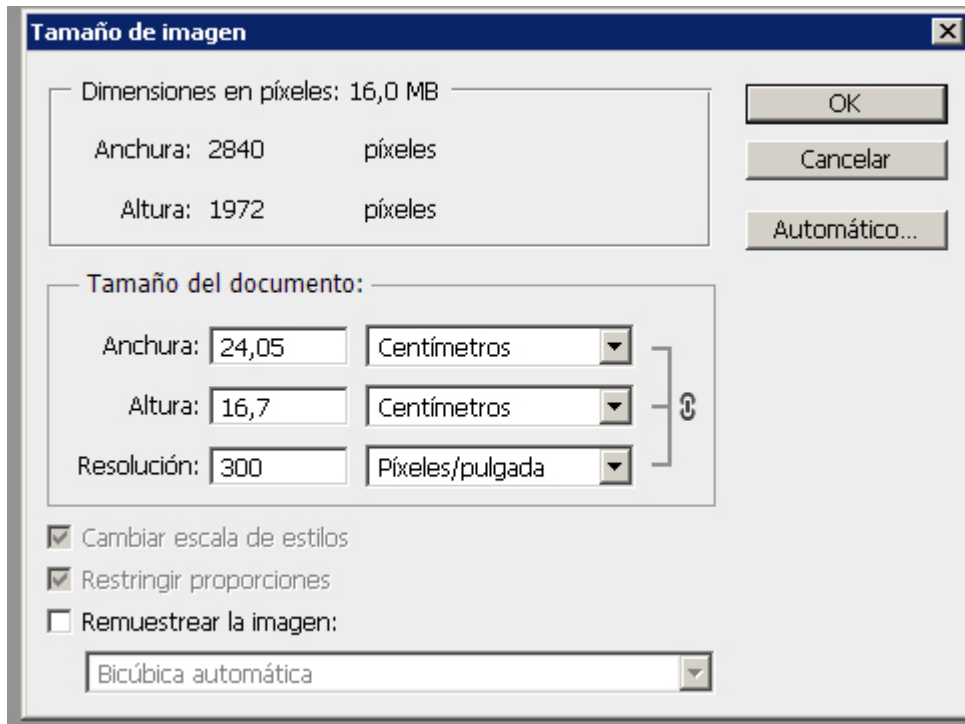 Tamaño de imagen
Dimensiones en píxeles: 16,0 MB
OK
Anchura: 2840 píxeles
Cancelar
Altura: 1972 píxeles
Automático...
Tamaño del documento:
Anchura: 24,05 Centímetros
Altura: 16,7 Centímetros
Resolución: 300 Píxeles/pulgada
Cambiar escala de estilos
Restringir proporciones
Remuestrear la imagen:
Bicúbica automática